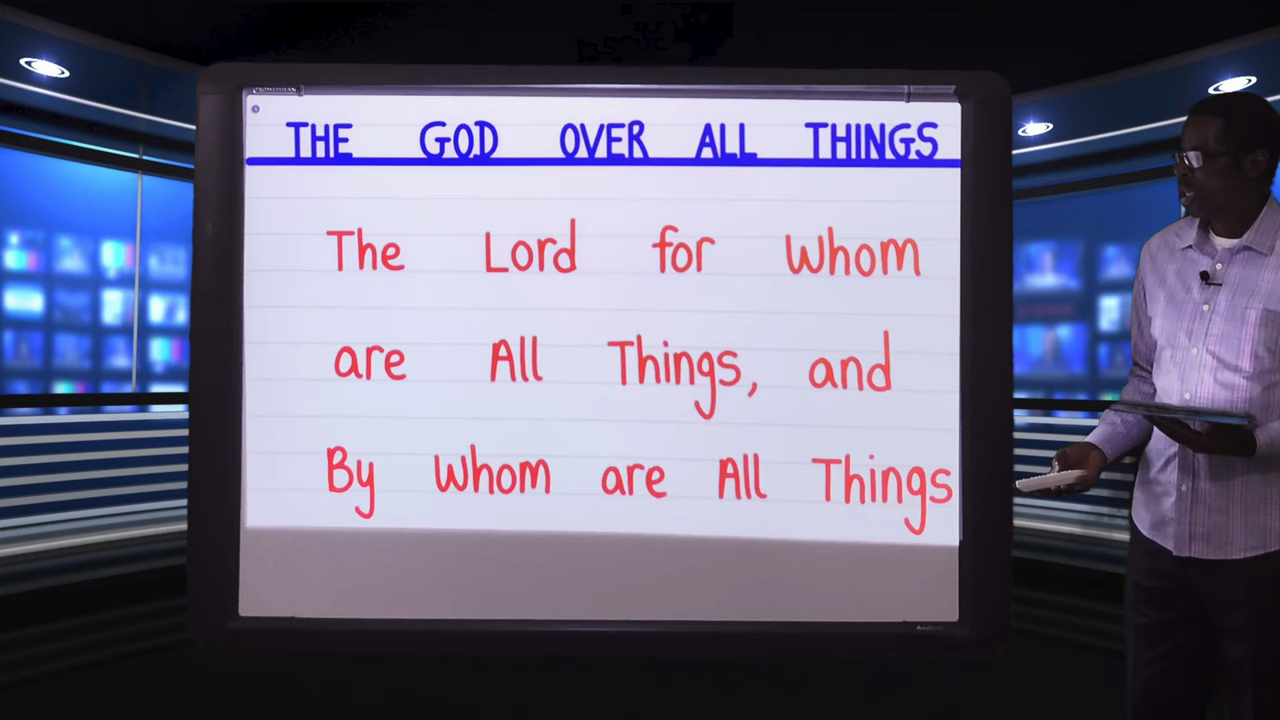 THE GOD OVER ALL THINGS
The Lord for Whom
are All Things, and
By Whom are All Things